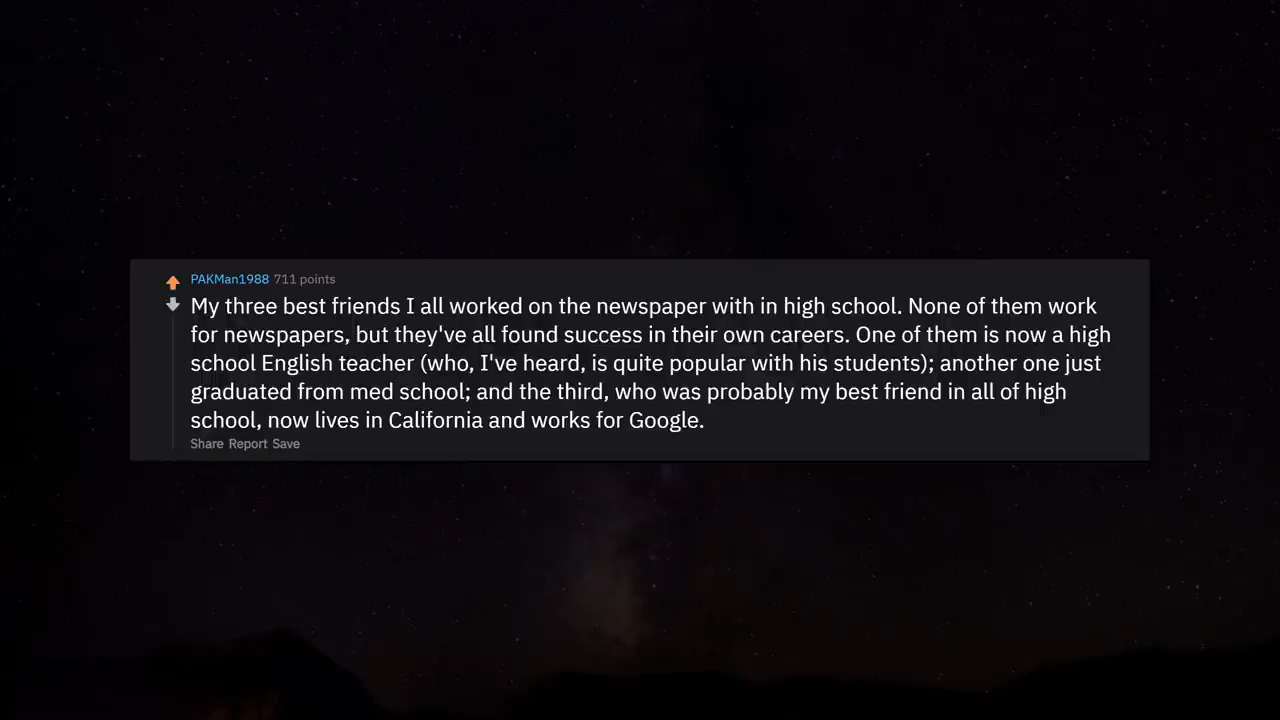 PAKMan1988 711 points
My three best friends I all worked on the newspaper with in high school. None of them work
for newspapers, but they've all found success in their own careers. One of them is now a high
school English teacher (who, I've heard, is quite popular with his students); another one just
graduated from med school; and the third, who was probably my best friend in all of high
school, now lives in California and works for Google.
Share Report Save